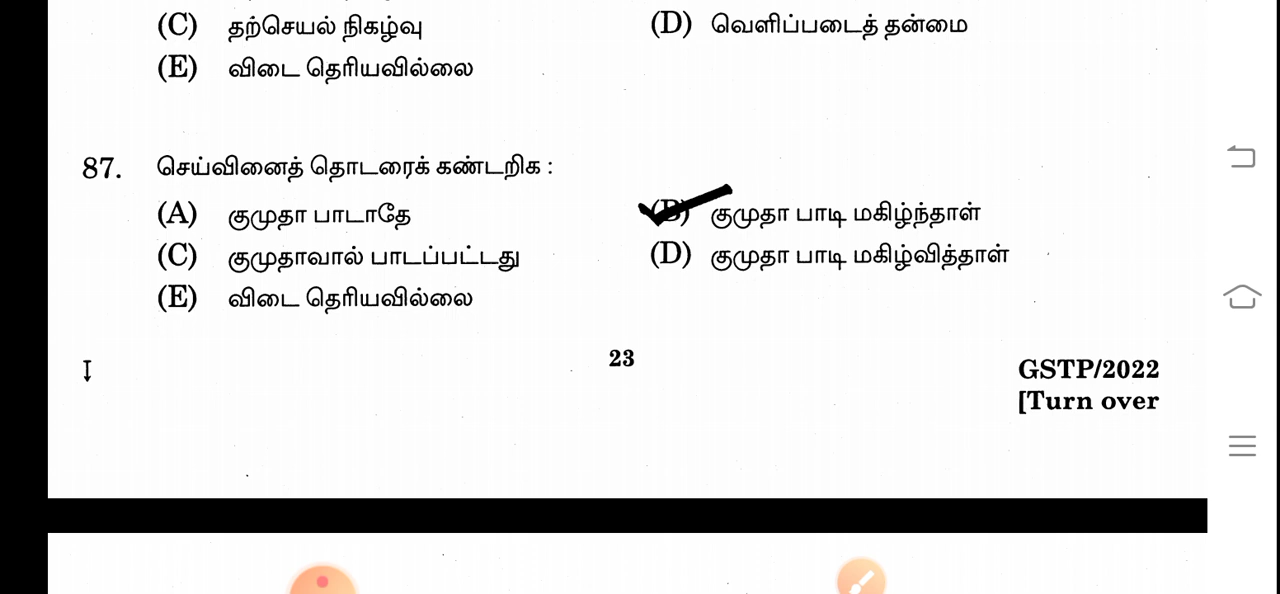 (C) தற்செயல் நிகழ்வு (D) வெளிப்படைத் தன்மை
(E) விடை தெரியவில்லை
87. செய்வினைத் தொடரைக் கண்டறிக :
(A) குமுதா பாடாதே (B) குமுதா பாடி மகிழ்ந்தாள்
(C) குமுதாவால் பாடப்பட்டது (D) குமுதா பாடி மகிழ்வித்தாள்
(E) விடை தெரியவில்லை
23
GSTP/2022
[Turn over